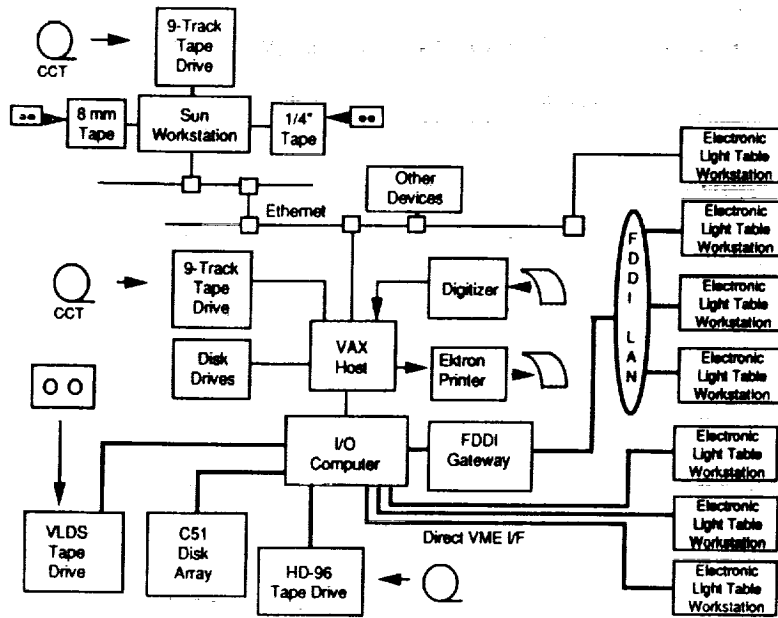 9-Track
Tape
Drive
CCT
8 mm
Tape
Sun
Workstation
1/4"
Tape
Electronic
Light Table
Workstation
Other
Devices
Ethernet
Electronic
Light Table
Workstation
FDDI LAN
9-Track
Tape
Drive
CCT
Digitizer
Electronic
Light Table
Workstation
VAX
Host
Disk
Drives
Ektron
Printer
Electronic
Light Table
Workstation
I/O
Computer
FDDI
Gateway
Electronic
Light Table
Workstation
VLDS
Tape
Drive
C51
Disk
Array
Direct VME I/F
Electronic
Light Table
Workstation
HD-96
Tape Drive
Electronic
Light Table
Workstation